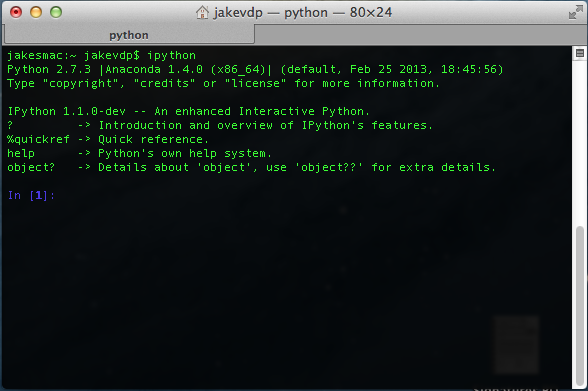 jakevdp — python — 80×24
python
jakesmac:~ jakevdp$ ipython
Python 2.7.3 |Anaconda 1.4.0 (x86_64)| (default, Feb 25 2013, 18:45:56)
Type "copyright", "credits" or "license" for more information.
IPython 1.1.0-dev -- An enhanced Interactive Python.
?         -> Introduction and overview of IPython's features.
%quickref -> Quick reference.
help      -> Python's own help system.
object?   -> Details about 'object', use 'object??' for extra details.
In [1]: